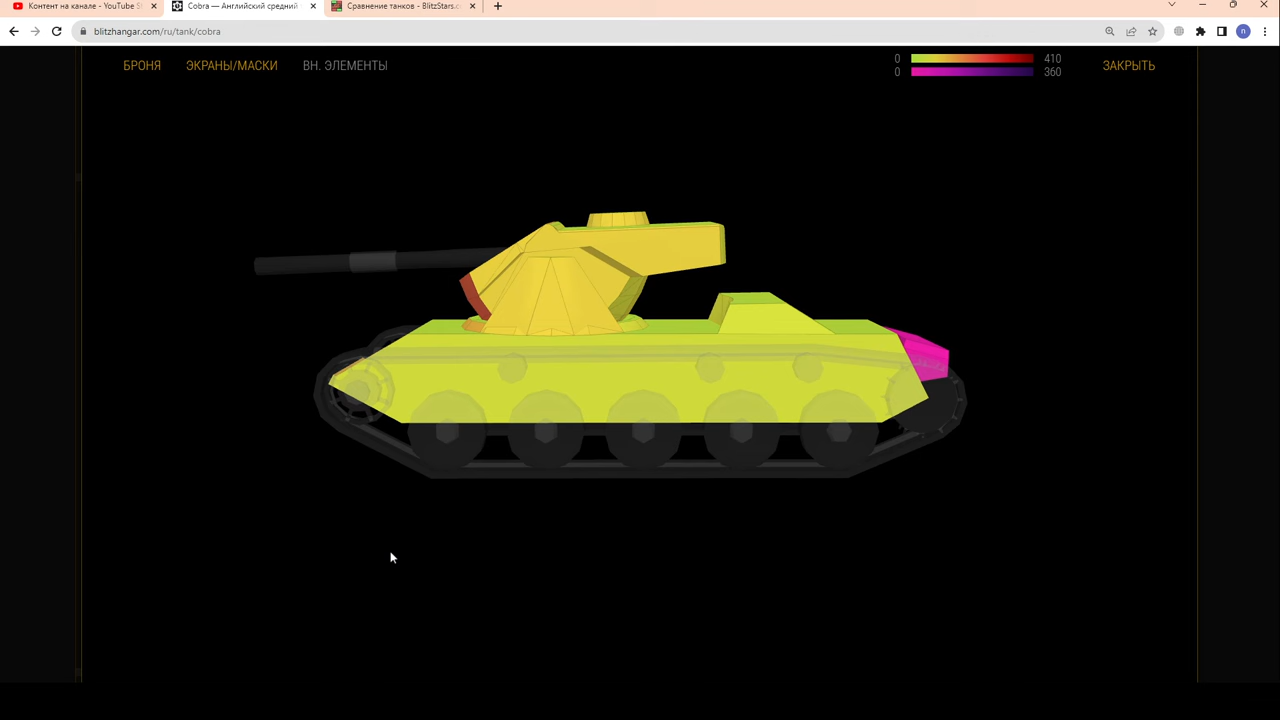 Контент на канале - YouTube S
Cobra — Английский средний
Сравнение танков - BlitzStars.c
blitzhangar.com/ru/tank/cobra
n
БРОНЯ ЭКРАНЫ/МАСКИ ВН. ЭЛЕМЕНТЫ
0 410
0 360
ЗАКРЫТЬ